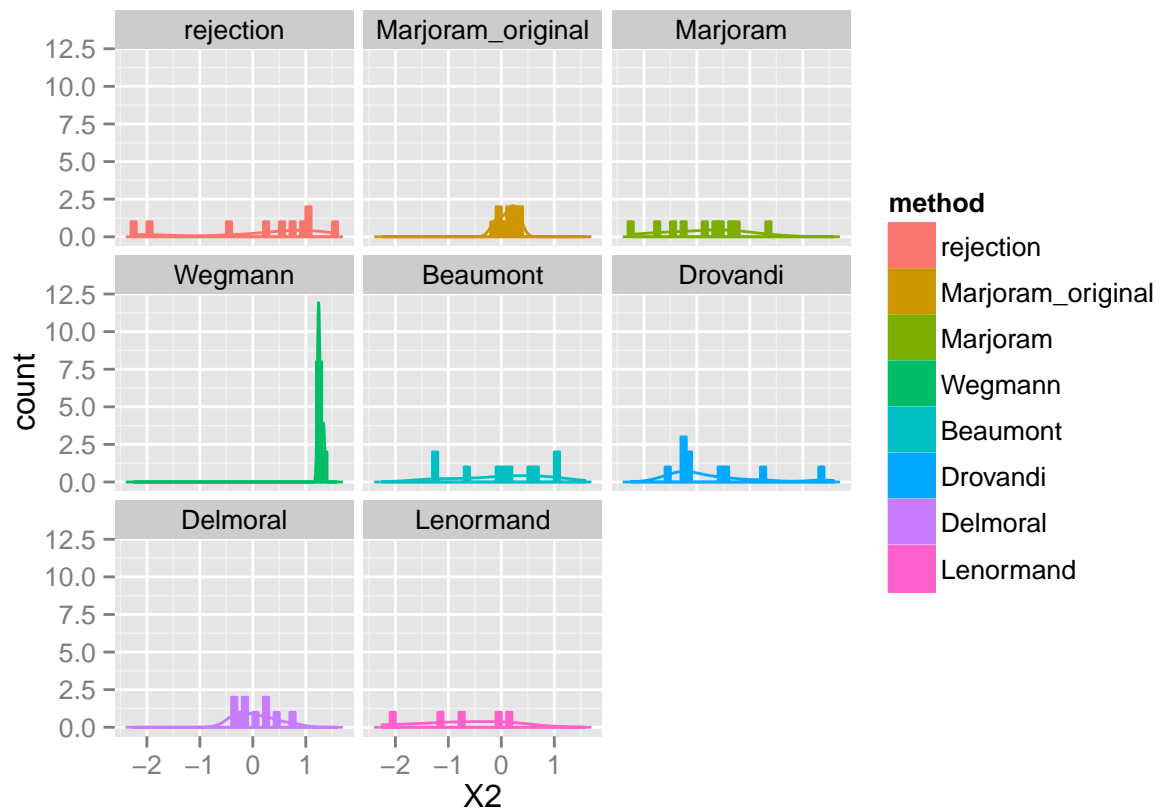 rejection Marjoram_original Marjoram
12.5
10.0
7.5
5.0
2.5
0.0
Wegmann Beaumont Drovandi
12.5
10.0
7.5
5.0
2.5
0.0
Delmoral Lenormand
12.5
10.0
7.5
5.0
2.5
0.0
−2 −1 0 1 −2 −1 0 1
X2
count
method
rejection
Marjoram_original
Marjoram
Wegmann
Beaumont
Drovandi
Delmoral
Lenormand